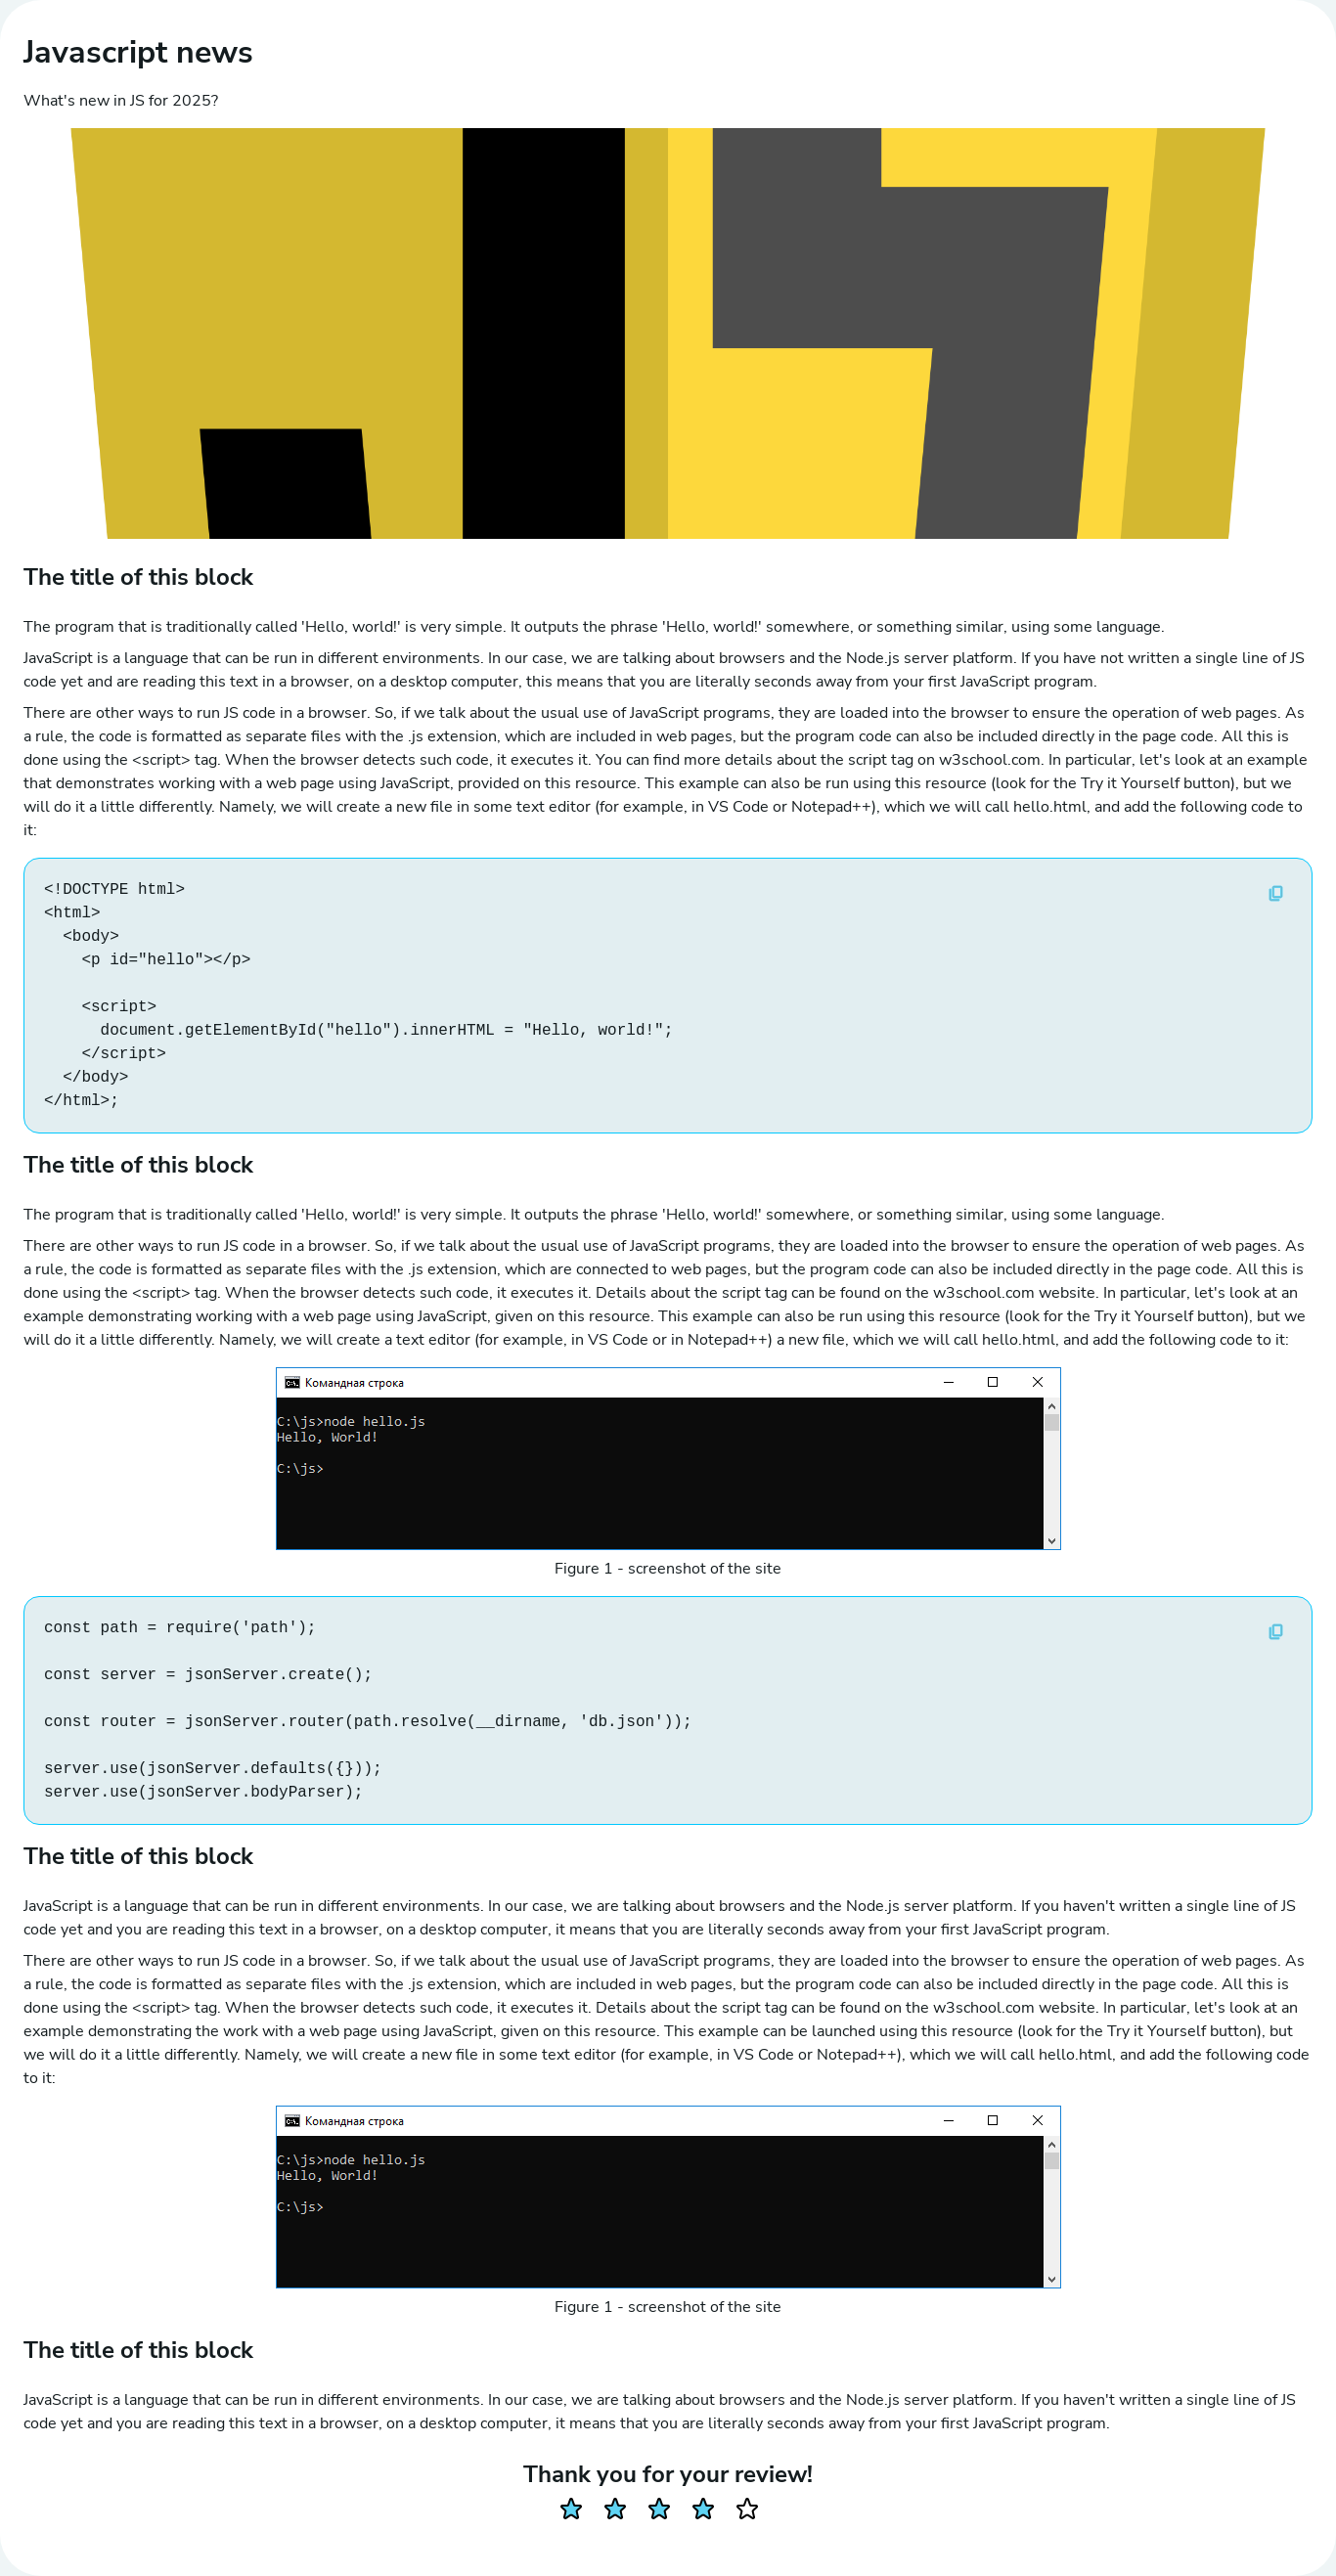 Javascript news
What's new in JS for 2025?
The title of this block
The program that is traditionally called 'Hello, world!' is very simple. It outputs the phrase 'Hello, world!' somewhere, or something similar, using some language.
JavaScript is a language that can be run in different environments. In our case, we are talking about browsers and the Node.js server platform. If you have not written a single line of JS
code yet and are reading this text in a browser, on a desktop computer, this means that you are literally seconds away from your first JavaScript program.
There are other ways to run JS code in a browser. So, if we talk about the usual use of JavaScript programs, they are loaded into the browser to ensure the operation of web pages. As
a rule, the code is formatted as separate files with the .js extension, which are included in web pages, but the program code can also be included directly in the page code. All this is
done using the <script> tag. When the browser detects such code, it executes it. You can find more details about the script tag on w3school.com. In particular, let's look at an example
that demonstrates working with a web page using JavaScript, provided on this resource. This example can also be run using this resource (look for the Try it Yourself button), but we
will do it a little differently. Namely, we will create a new file in some text editor (for example, in VS Code or Notepad++), which we will call hello.html, and add the following code to
it:
<!DOCTYPE html>
<html>
  <body>
    <p id="hello"></p>

    <script>
      document.getElementById("hello").innerHTML = "Hello, world!";
    </script>
  </body>
</html>;
The title of this block
The program that is traditionally called 'Hello, world!' is very simple. It outputs the phrase 'Hello, world!' somewhere, or something similar, using some language.
There are other ways to run JS code in a browser. So, if we talk about the usual use of JavaScript programs, they are loaded into the browser to ensure the operation of web pages. As
a rule, the code is formatted as separate files with the .js extension, which are connected to web pages, but the program code can also be included directly in the page code. All this is
done using the <script> tag. When the browser detects such code, it executes it. Details about the script tag can be found on the w3school.com website. In particular, let's look at an
example demonstrating working with a web page using JavaScript, given on this resource. This example can also be run using this resource (look for the Try it Yourself button), but we
will do it a little differently. Namely, we will create a text editor (for example, in VS Code or in Notepad++) a new file, which we will call hello.html, and add the following code to it:
Командная строка
C:\js>node hello.js
Hello, World!
C:\js>
Figure 1 - screenshot of the site
const path = require('path');

const server = jsonServer.create();

const router = jsonServer.router(path.resolve(__dirname, 'db.json'));

server.use(jsonServer.defaults({}));
server.use(jsonServer.bodyParser);
The title of this block
JavaScript is a language that can be run in different environments. In our case, we are talking about browsers and the Node.js server platform. If you haven't written a single line of JS
code yet and you are reading this text in a browser, on a desktop computer, it means that you are literally seconds away from your first JavaScript program.
There are other ways to run JS code in a browser. So, if we talk about the usual use of JavaScript programs, they are loaded into the browser to ensure the operation of web pages. As
a rule, the code is formatted as separate files with the .js extension, which are included in web pages, but the program code can also be included directly in the page code. All this is
done using the <script> tag. When the browser detects such code, it executes it. Details about the script tag can be found on the w3school.com website. In particular, let's look at an
example demonstrating the work with a web page using JavaScript, given on this resource. This example can be launched using this resource (look for the Try it Yourself button), but
we will do it a little differently. Namely, we will create a new file in some text editor (for example, in VS Code or Notepad++), which we will call hello.html, and add the following code
to it:
Командная строка
C:\js>node hello.js
Hello, World!
C:\js>
Figure 1 - screenshot of the site
The title of this block
JavaScript is a language that can be run in different environments. In our case, we are talking about browsers and the Node.js server platform. If you haven't written a single line of JS
code yet and you are reading this text in a browser, on a desktop computer, it means that you are literally seconds away from your first JavaScript program.
Thank you for your review!